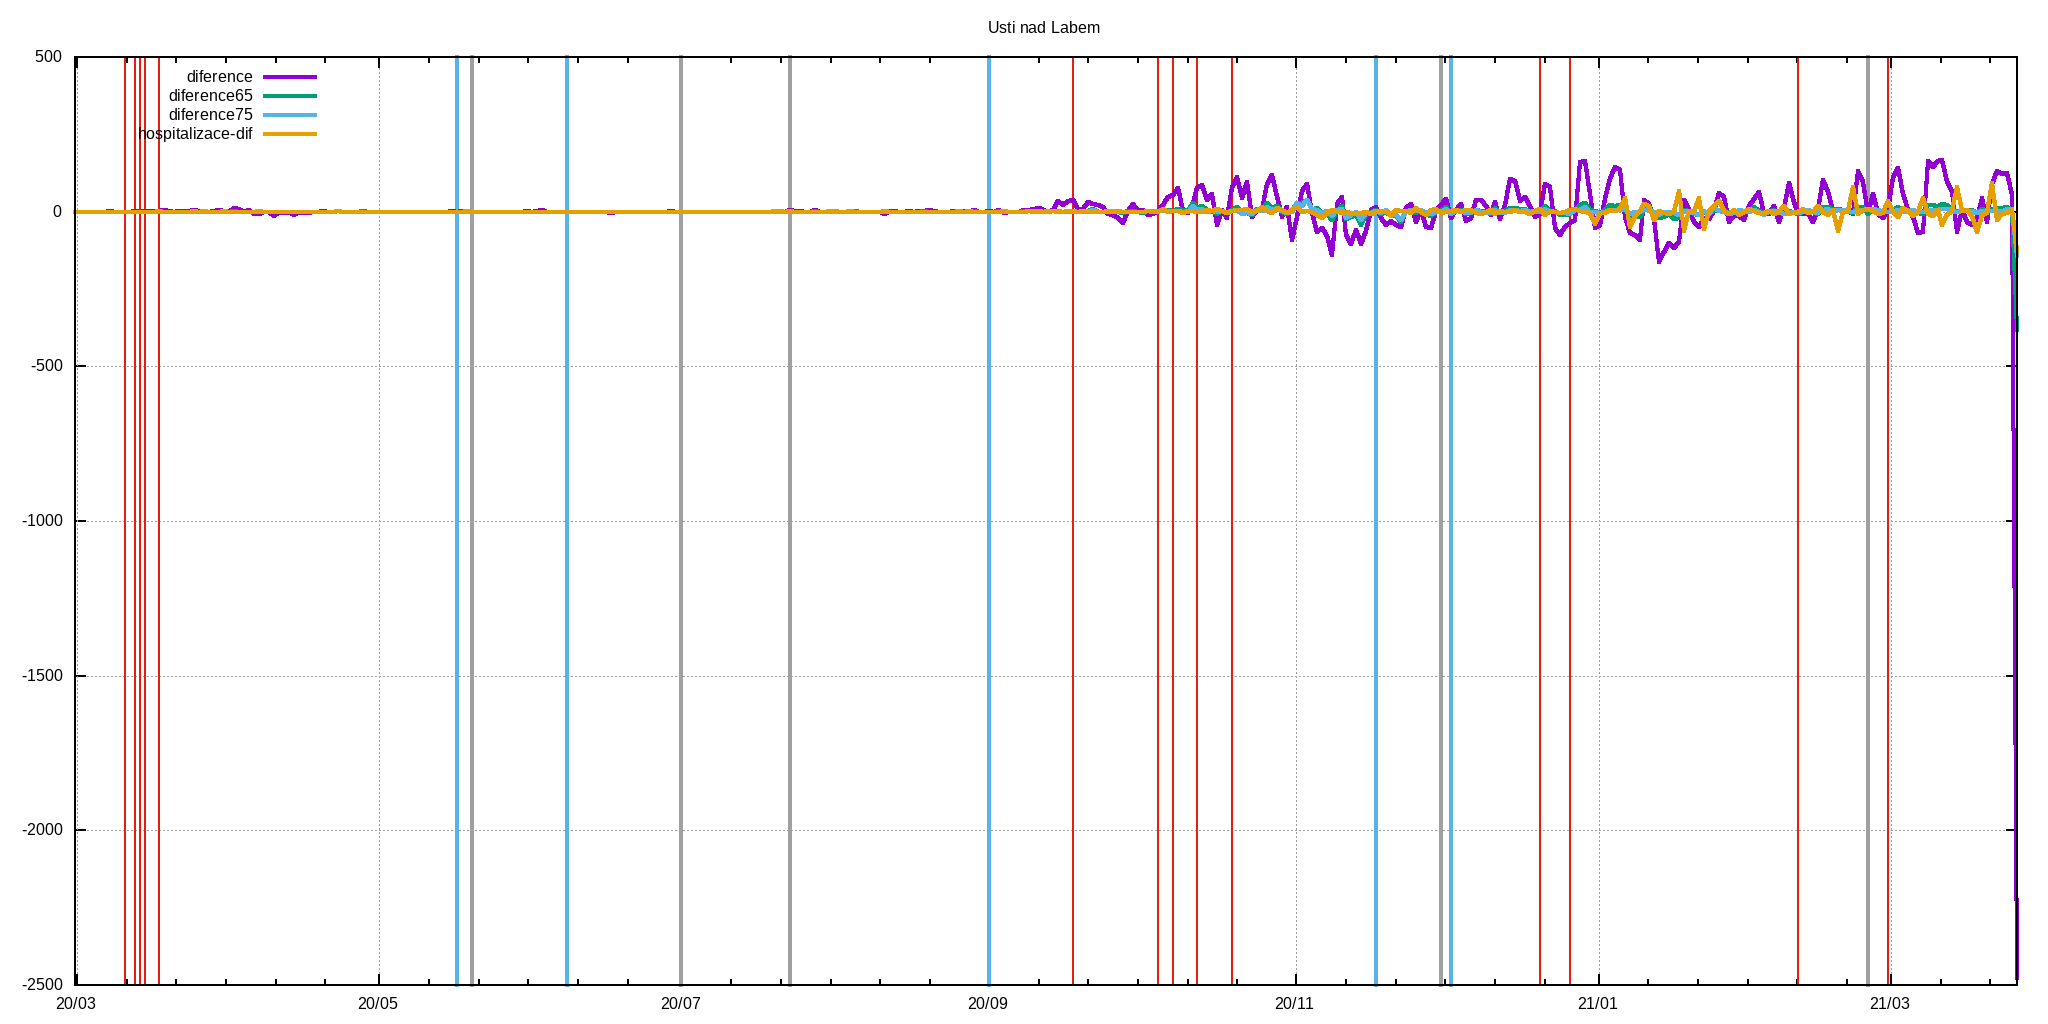 Usti nad Labem
500
diference
diference65
diference75
hospitalizace-dif
0
-500
-1000
-1500
-2000
-2500
20/03 20/05 20/07 20/09 20/11 21/01 21/03